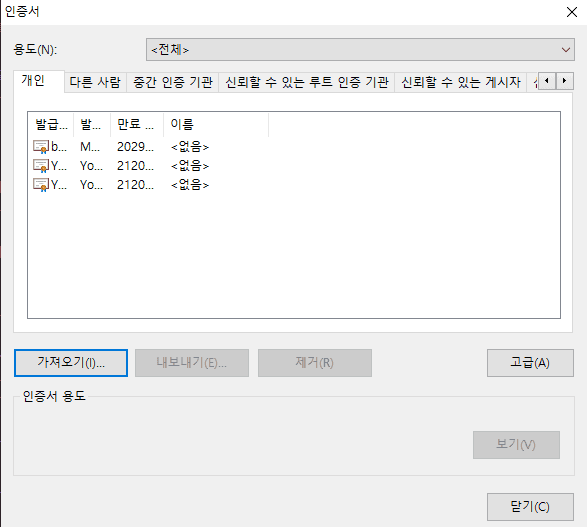 인증서
용도(N): <전체>
개인 다른 사람 중간 인증 기관 신뢰할 수 있는 루트 인증 기관 신뢰할 수 있는 게시자
발급... 발... 만료 ... 이름
b... M... 2029... <없음>
Y... Yo... 2120... <없음>
Y... Yo... 2120... <없음>
가져오기(I)... 내보내기(E)... 제거(R) 고급(A)
인증서 용도
보기(V)
닫기(C)